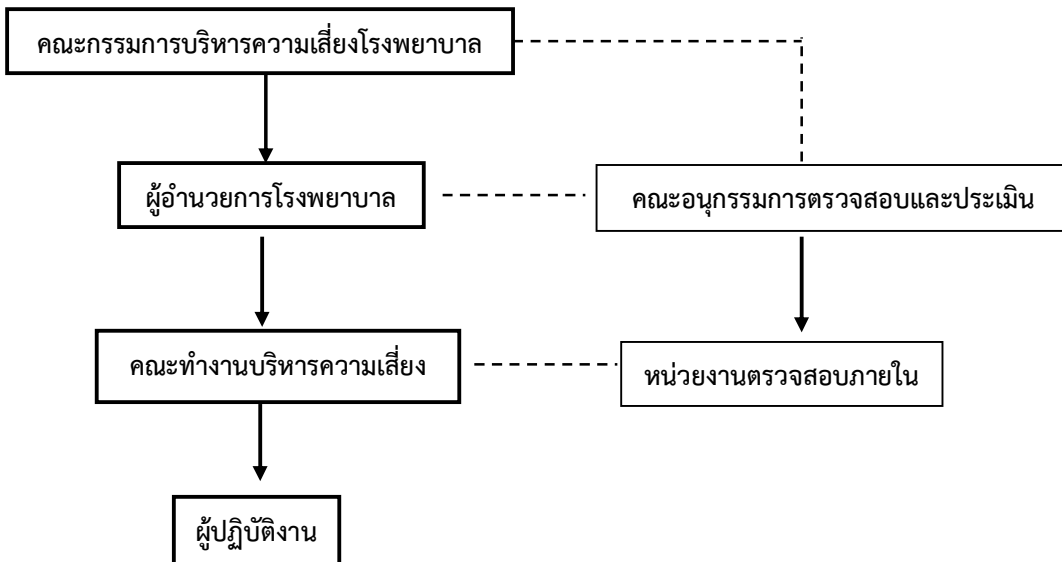 คณะกรรมการบริหารความเสี่ยงโรงพยาบาล
ผู้อำนวยการโรงพยาบาล
คณะอนุกรรมการตรวจสอบและประเมิน
คณะทำงานบริหารความเสี่ยง
หน่วยงานตรวจสอบภายใน
ผู้ปฏิบัติงาน